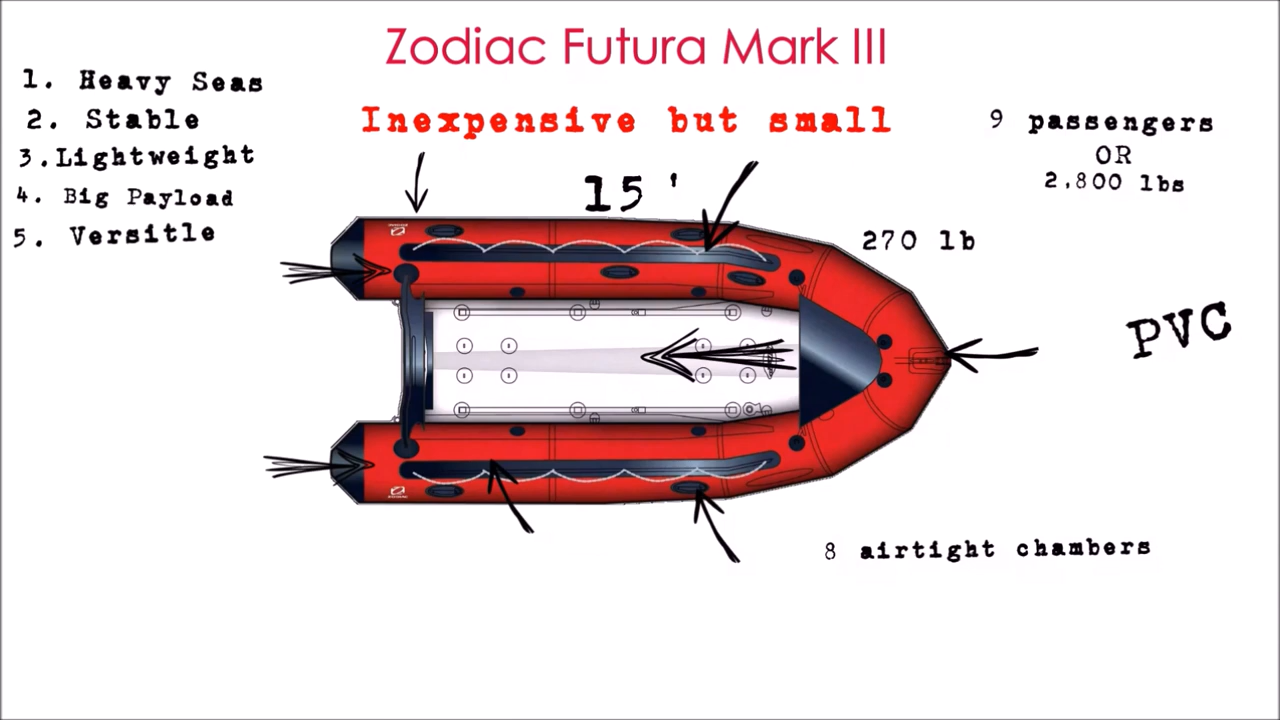 Zodiac Futura Mark III
1. Heavy Seas
2. Stable
3.Lightweight
4. Big Payload
5. Versitle
Inexpensive but small
15'
9 passengers
OR
2,800 lbs
270 lb
PVC
8 airtight chambers